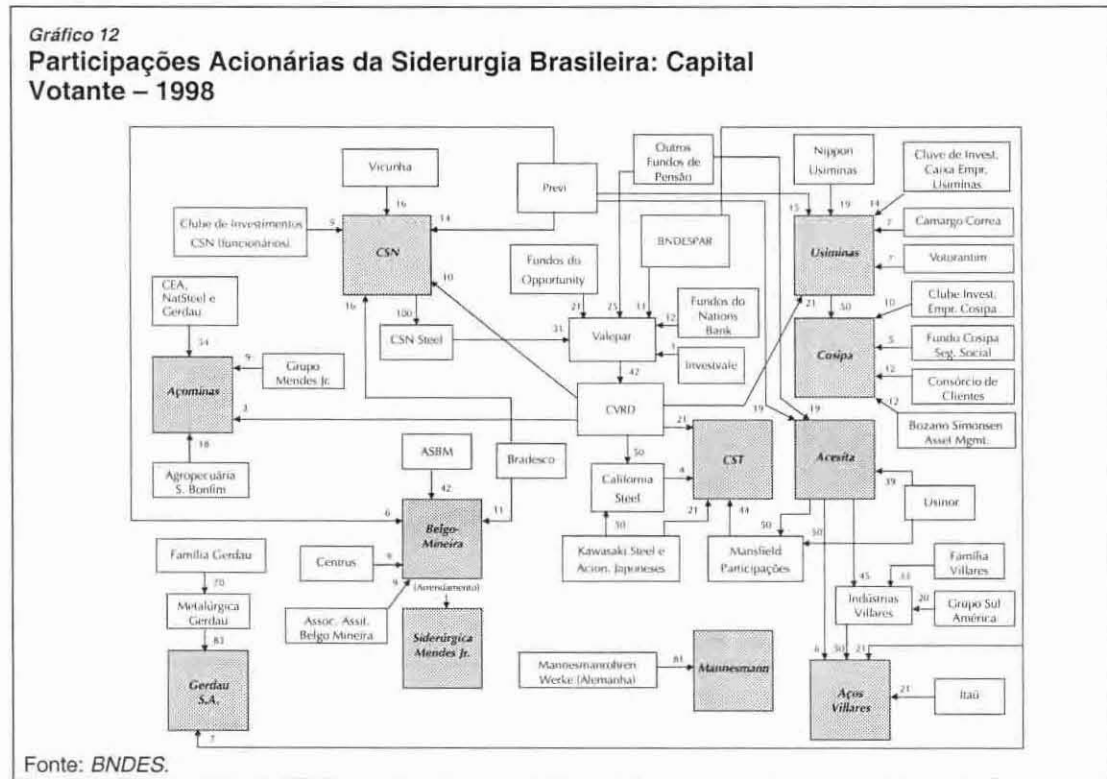 Gráfico 12
Participações Acionárias da Siderurgia Brasileira: Capital
Votante – 1998
Vicunha
16
Clube de Investimentos
CSN (funcionários)
9
CSN
14
10
16
100
CSN Steel
31
Previ
Outros
Fundos de
Pensão
BNDESPAR
Fundos do
Opportunity
21
25
11
Valepar
12
Fundos do
Nations
Bank
Investvale
42
CVRD
Nippon
Usiminas
Cluve de Invest.
Caixa Empr.
Usiminas
15
19
14
Usiminas
7
Camargo Correa
7
Votorantim
21
50
10
Clube Invest.
Empr. Cosipa
Cosipa
5
Fundo Cosipa
Seg. Social
12
Consórcio de
Clientes
12
Bozano Simonsen
Asset Mgmt.
CEA,
NatSteel e
Gerdau
54
9
Grupo
Mendes Jr.
Açominas
3
18
Agropecuária
S. Bonfim
ASBM
42
Bradesco
11
6
Belgo-
Mineira
Centrus
9
Assoc. Assit.
Belgo Mineira
(Arrendamento)
Siderúrgica
Mendes Jr.
50
California
Steel
4
21
CST
21
44
50
Kawasaki Steel e
Acion. Japoneses
19
19
Acesita
39
Usinor
50
50
Mansfield
Participações
45
33
Família
Villares
Indústrias
Villares
20
Grupo Sul
América
6
50
21
Aços
Villares
21
Itaú
Família Gerdau
70
Metalúrgica
Gerdau
83
Gerdau
S.A.
7
Mannesmanrohren
Werke (Alemanha)
81
Mannesmann
Fonte: BNDES.